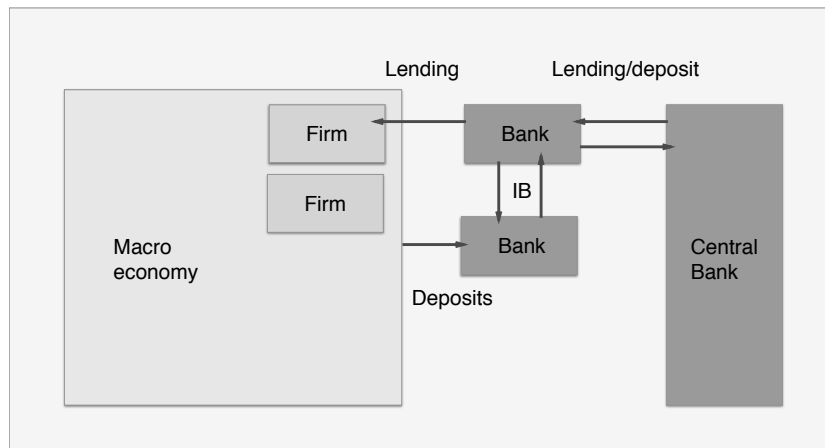 Lending
Lending/deposit
Firm
Bank
Firm
IB
Macro
economy
Bank
Central
Bank
Deposits